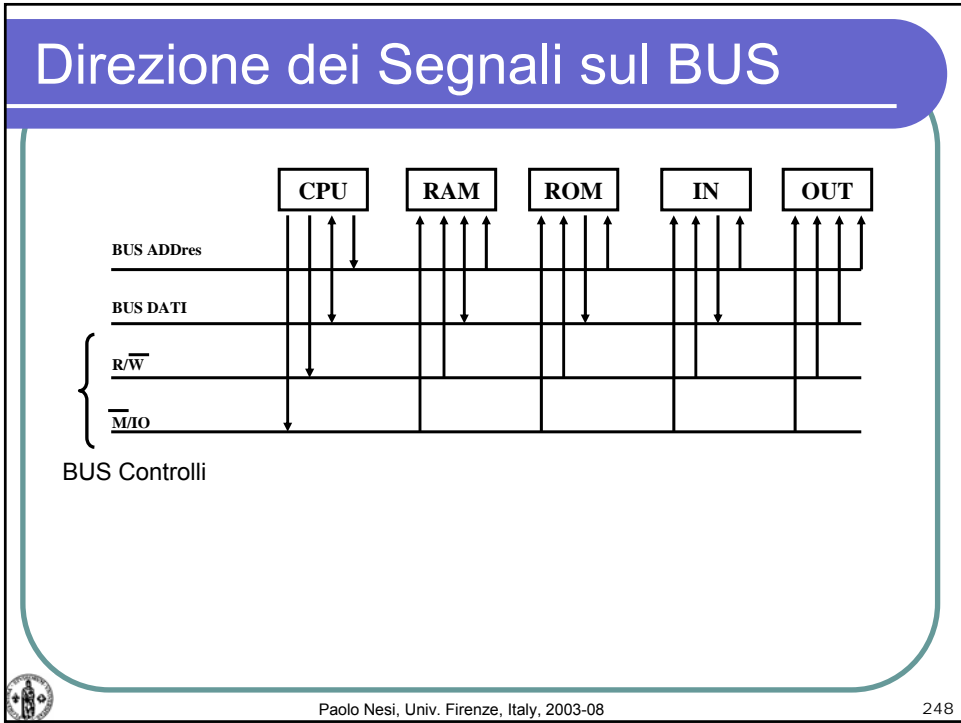 Direzione dei Segnali sul BUS
CPU RAM ROM IN OUT
BUS ADDres
BUS DATI
R/W̅
M̅/IO
BUS Controlli
Paolo Nesi, Univ. Firenze, Italy, 2003-08 248